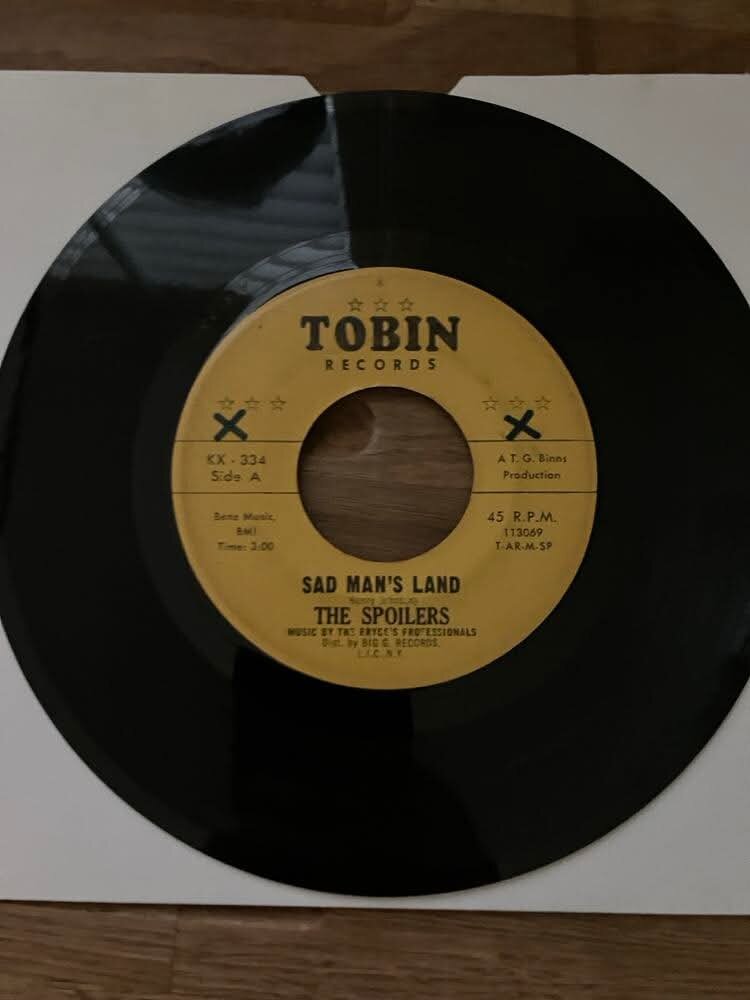 TOBIN
RECORDS
X X
KX - 334
Side A
A T. G. Binns
Production
Bene Music,
BMI
Time: 3:00
45 R.P.M.
113069
T-AR-M-SP
SAD MAN'S LAND
THE SPOILERS
MUSIC BY THE BRYCE'S PROFESSIONALS
Dist. by BIG G. RECORDS,
L.I.C. N.Y.